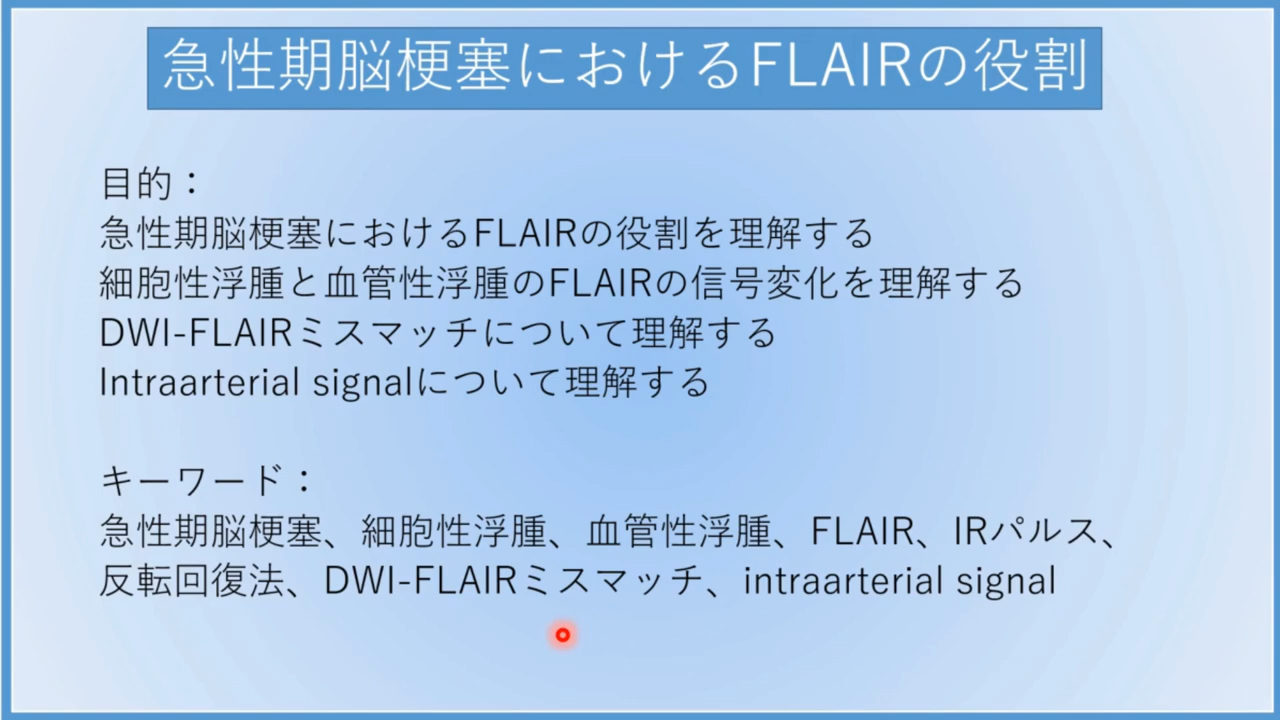 急性期脳梗塞におけるFLAIRの役割
目的：
急性期脳梗塞におけるFLAIRの役割を理解する
細胞性浮腫と血管性浮腫のFLAIRの信号変化を理解する
DWI-FLAIRミスマッチについて理解する
Intraarterial signalについて理解する
キーワード：
急性期脳梗塞、細胞性浮腫、血管性浮腫、FLAIR、IRパルス、
反転回復法、DWI-FLAIRミスマッチ、intraarterial signal